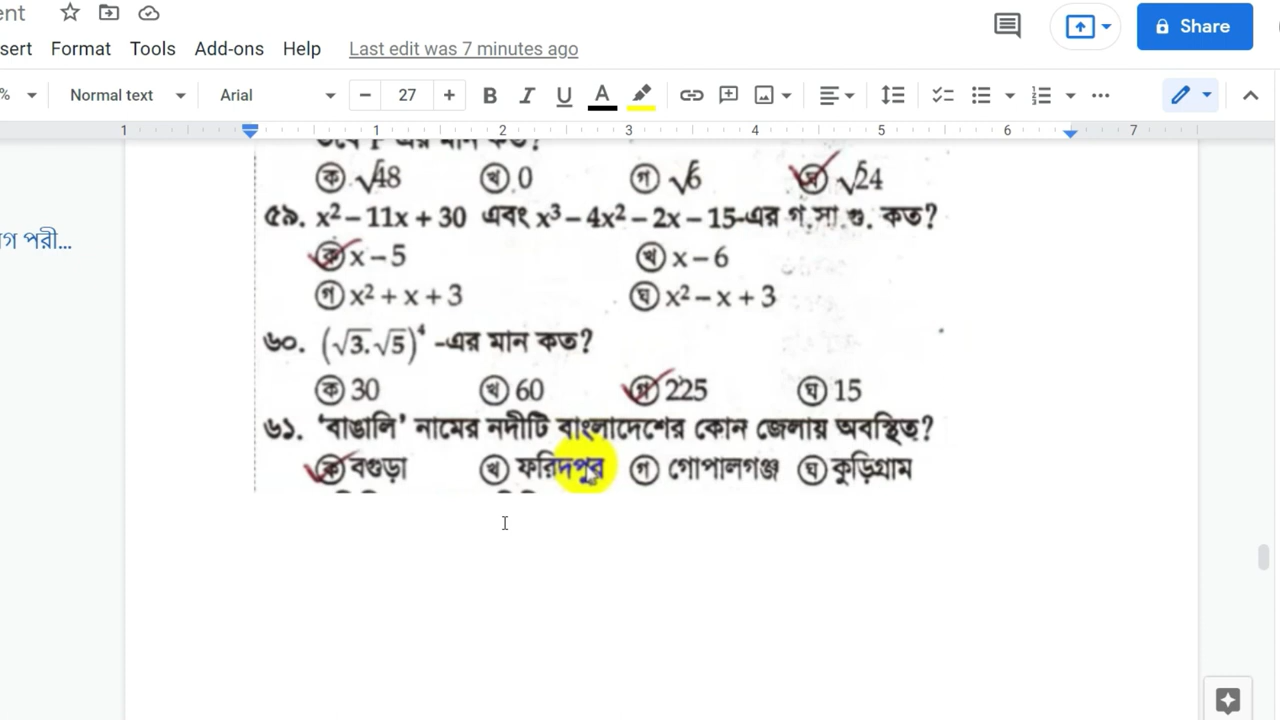 ent
sert Format Tools Add-ons Help Last edit was 7 minutes ago
Share
% Normal text Arial − 27 + B I U A
1 1 2 3 4 5 6 7
গ পরী...
ক √48 খ 0 গ √6 ঘ √24
৫৯. x² − 11x + 30 এবং x³ − 4x² − 2x − 15-এর গ.সা.গু. কত?
ক x − 5 খ x − 6
গ x² + x + 3 ঘ x² − x + 3
৬০. (√3.√5)⁴ -এর মান কত?
ক 30 খ 60 গ 225 ঘ 15
৬১. ‘বাঙালি’ নামের নদীটি বাংলাদেশের কোন জেলায় অবস্থিত?
ক বগুড়া খ ফরিদপুর গ গোপালগঞ্জ ঘ কুড়িগ্রাম